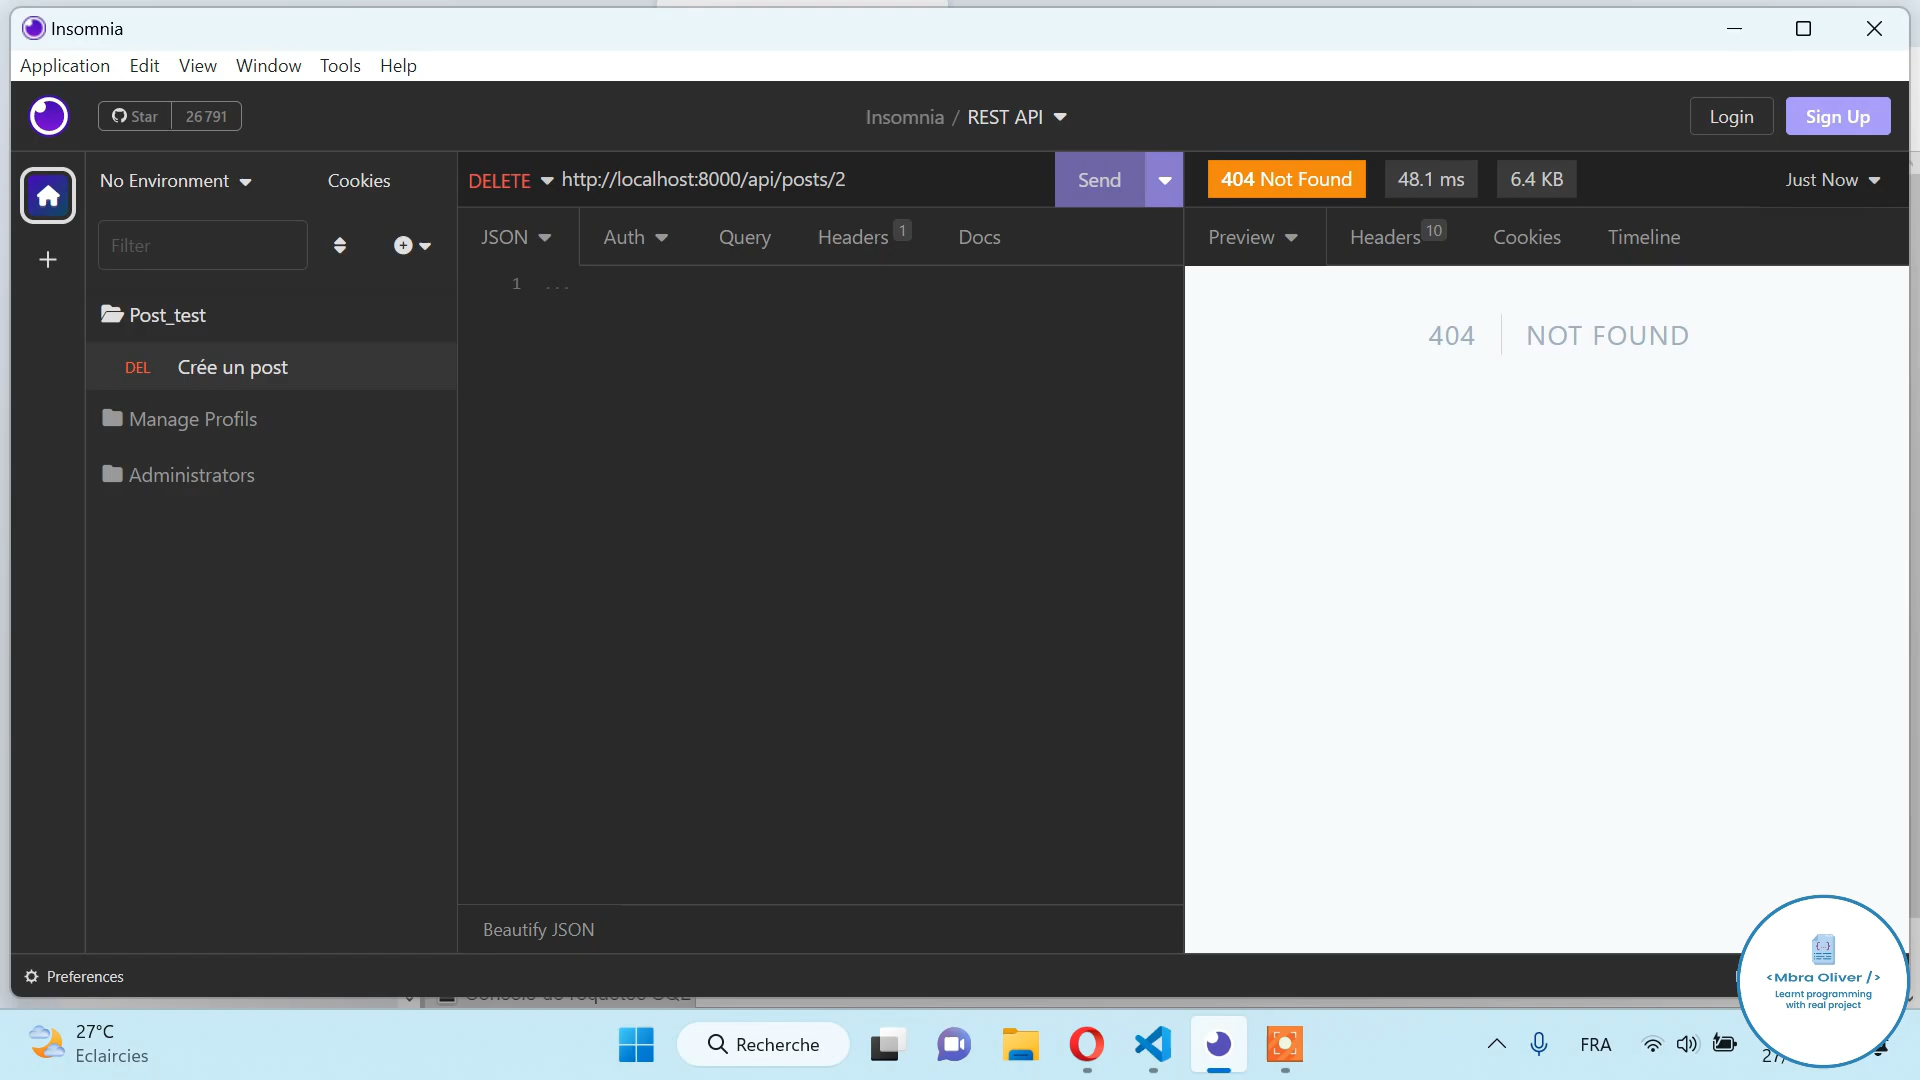 Insomnia
Application Edit View Window Tools Help
Star 26 791
Insomnia / REST API
Login
Sign Up
No Environment
Cookies
DELETE http://localhost:8000/api/posts/2
Send
404 Not Found
48.1 ms
6.4 KB
Just Now
Filter
JSON
Auth
Query
Headers 1
Docs
Preview
Headers 10
Cookies
Timeline
1 ...
404 NOT FOUND
Post_test
DEL Crée un post
Manage Profils
Administrators
Beautify JSON
Preferences
{...}
<Mbra Oliver />
Learnt programming
with real project
27°C
Eclaircies
Recherche
FRA